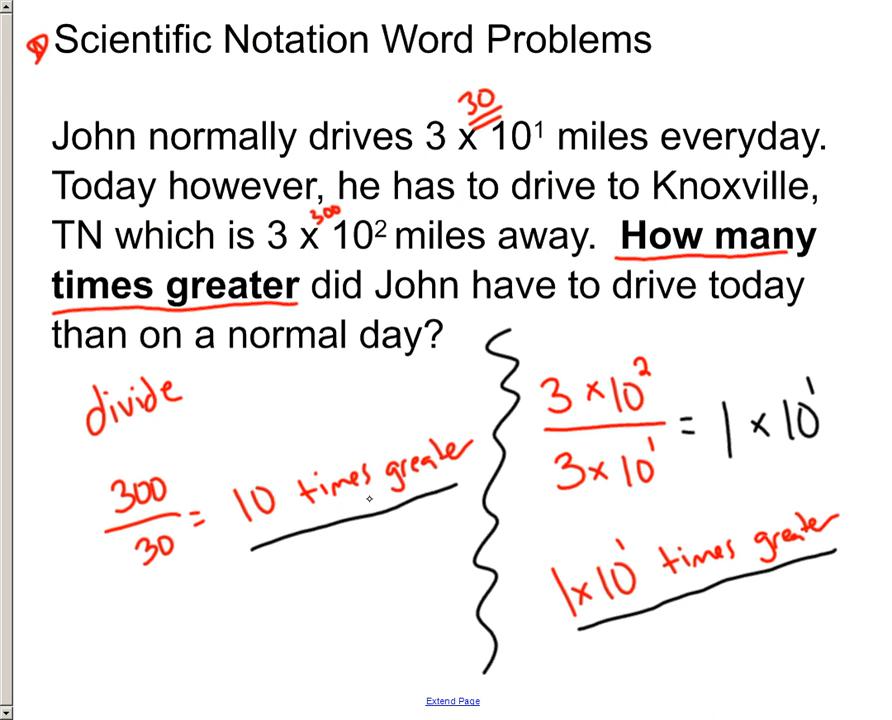 Scientific Notation Word Problems
30
John normally drives 3 x 10¹ miles everyday.
Today however, he has to drive to Knoxville,
300
TN which is 3 x 10² miles away. How many
times greater did John have to drive today
than on a normal day?
divide
300
30
= 10 times greater
3 × 10²
3 × 10¹
= 1 × 10¹
1 × 10¹ times greater
Extend Page